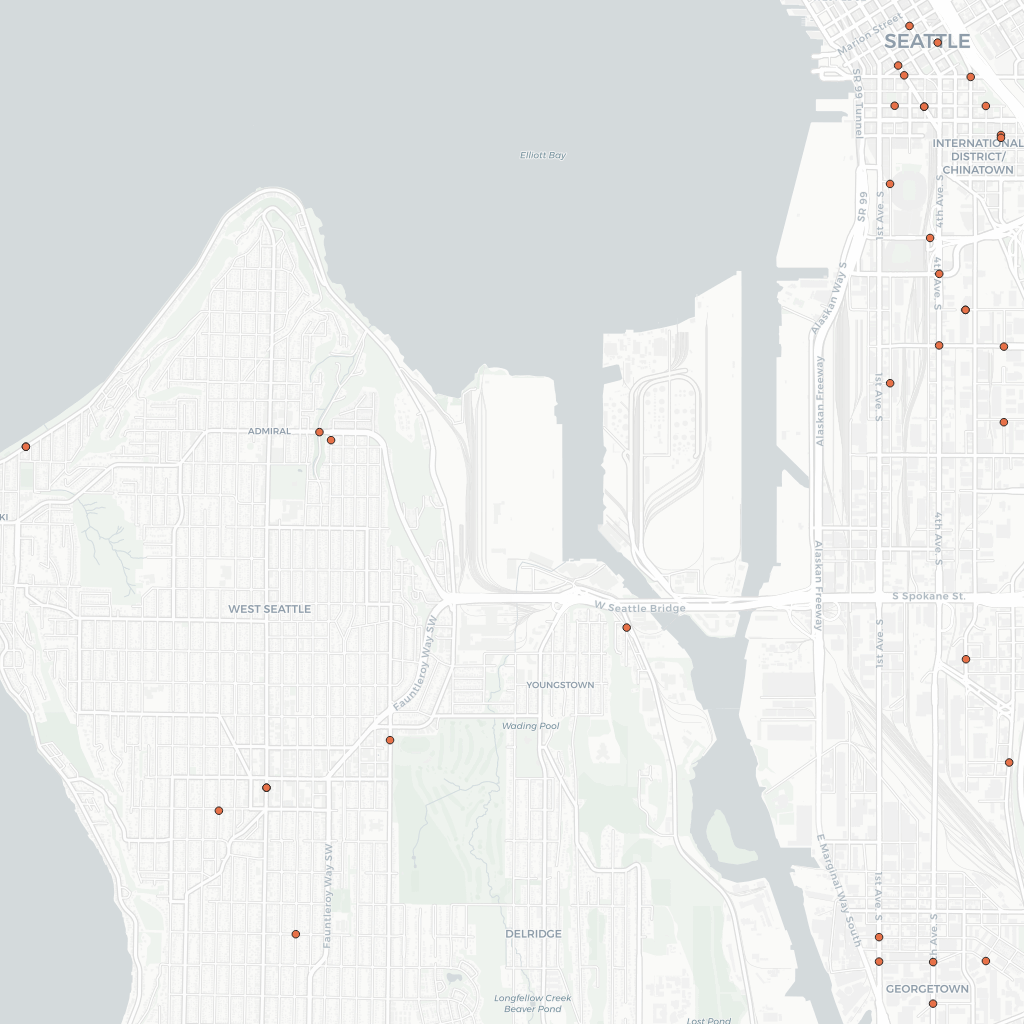 Marion Street
SEATTLE
SR 99 Tunnel
Elliott Bay
INTERNATIONAL
DISTRICT/
CHINATOWN
SR 99
1st Ave. S
4th Ave. S
Alaskan Way S
4th Ave. S
Alaskan Freeway
1st Ave. S
ADMIRAL
KI
4th Ave. S
Alaskan Freeway
S Spokane St.
W Seattle Bridge
WEST SEATTLE
Fauntleroy Way SW
1st Ave. S
YOUNGSTOWN
Wading Pool
E Marginal Way South
Fauntleroy Way SW
1st Ave. S
h Ave. S
DELRIDGE
GEORGETOWN
Longfellow Creek
Beaver Pond
Lost Pond